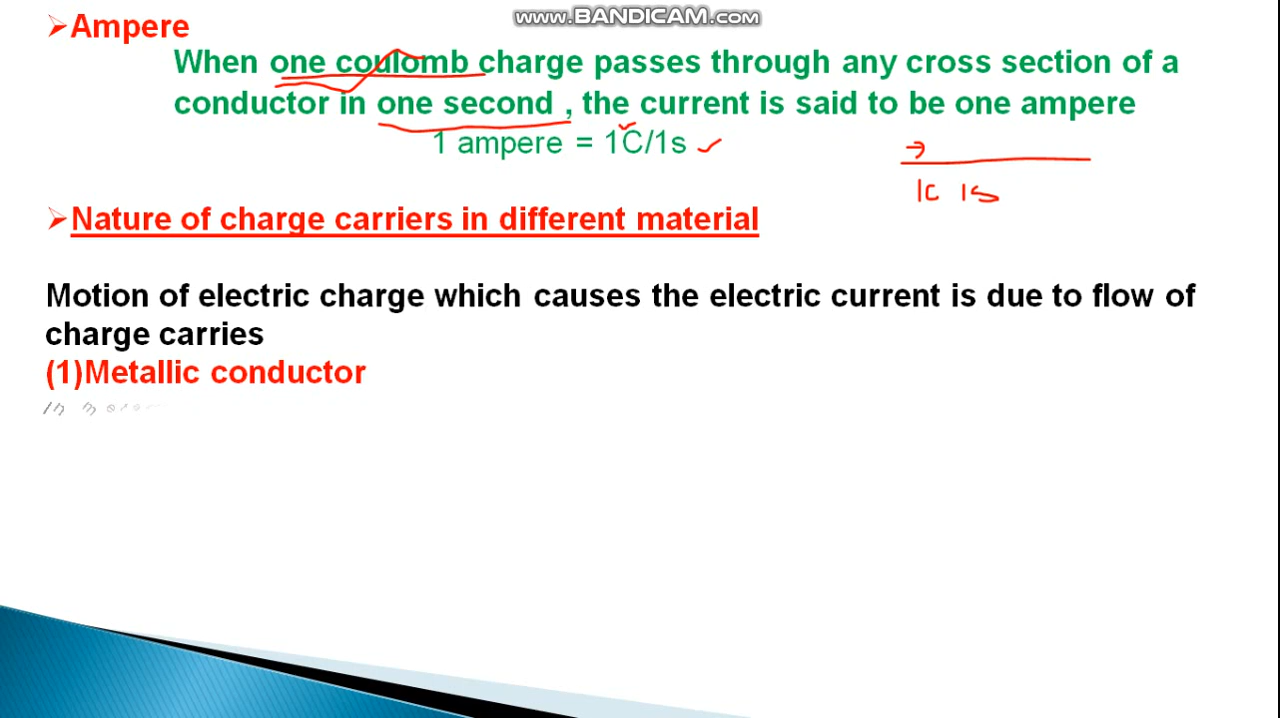 www.BANDICAM.com
➢Ampere
When one coulomb charge passes through any cross section of a
conductor in one second , the current is said to be one ampere
1 ampere = 1C/1s
1C 1s
➢Nature of charge carriers in different material
Motion of electric charge which causes the electric current is due to flow of
charge carries
(1)Metallic conductor
In